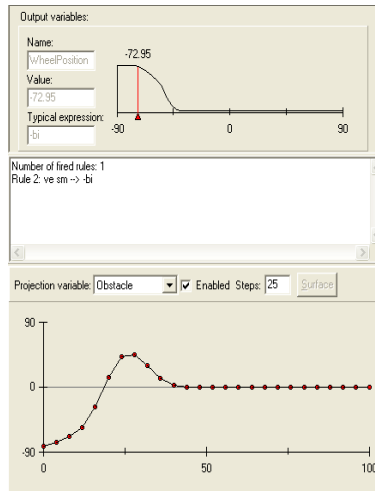 Output variables:
Name:
WheelPosition
Value:
-72.95
Typical expression:
-bi
-72.95
-90 0 90
Number of fired rules: 1
Rule 2: ve sm --> -bi
Projection variable: Obstacle Enabled Steps: 25 Surface
90
0
-90
0 50 100